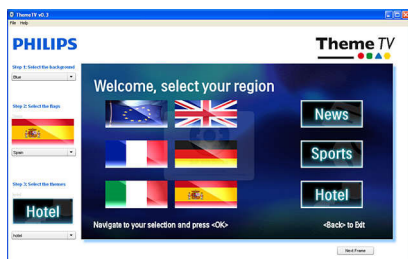 ThemeTV v0.3
File Help
PHILIPS
Theme TV
Step 1: Select the background
Blue
Welcome, select your region
Step 2: Select the flags
News
Spain
Sports
Step 3: Select the themes
Hotel
Hotel
Hotel
Navigate to your selection and press <OK>
<Back> to Exit
Next Frame